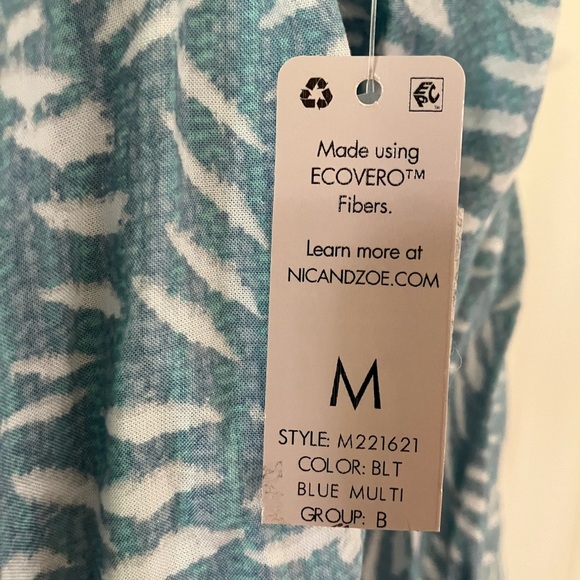 Made using
ECOVERO™
Fibers.
Learn more at
NICANDZOE.COM
M
STYLE: M221621
COLOR: BLT
BLUE MULTI
GROUP: B